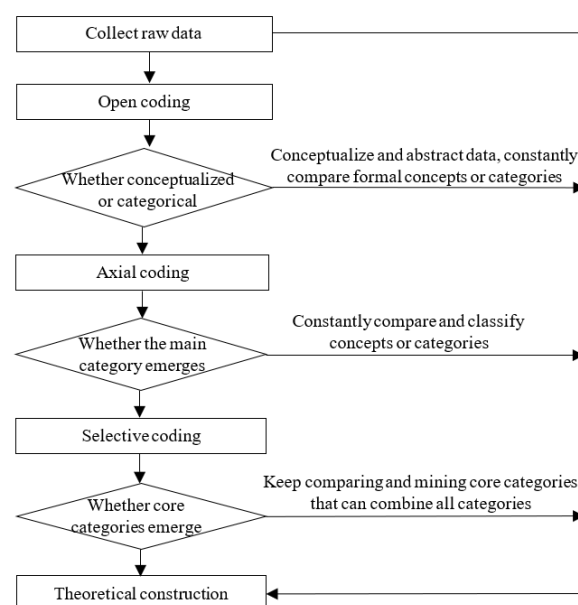 Collect raw data
Open coding
Whether conceptualized
or categorical
Conceptualize and abstract data, constantly
compare formal concepts or categories
Axial coding
Whether the main
category emerges
Constantly compare and classify
concepts or categories
Selective coding
Whether core
categories emerge
Keep comparing and mining core categories
that can combine all categories
Theoretical construction